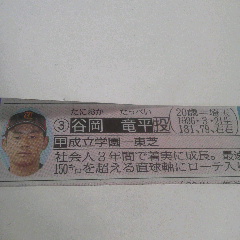 たにおか たっぺい
③谷岡 竜平投
甲成立学園―東芝
社会人3年間で着実に成長。最速
150㌔を超える直球軸にローテ入